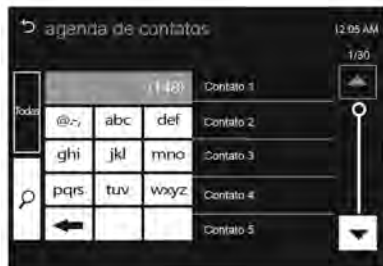 agenda de contatos 12:05 AM
1/30
Todas (148) Contato 1
@.-, abc def Contato 2
ghi jkl mno Contato 3
pqrs tuv wxyz Contato 4
Contato 5